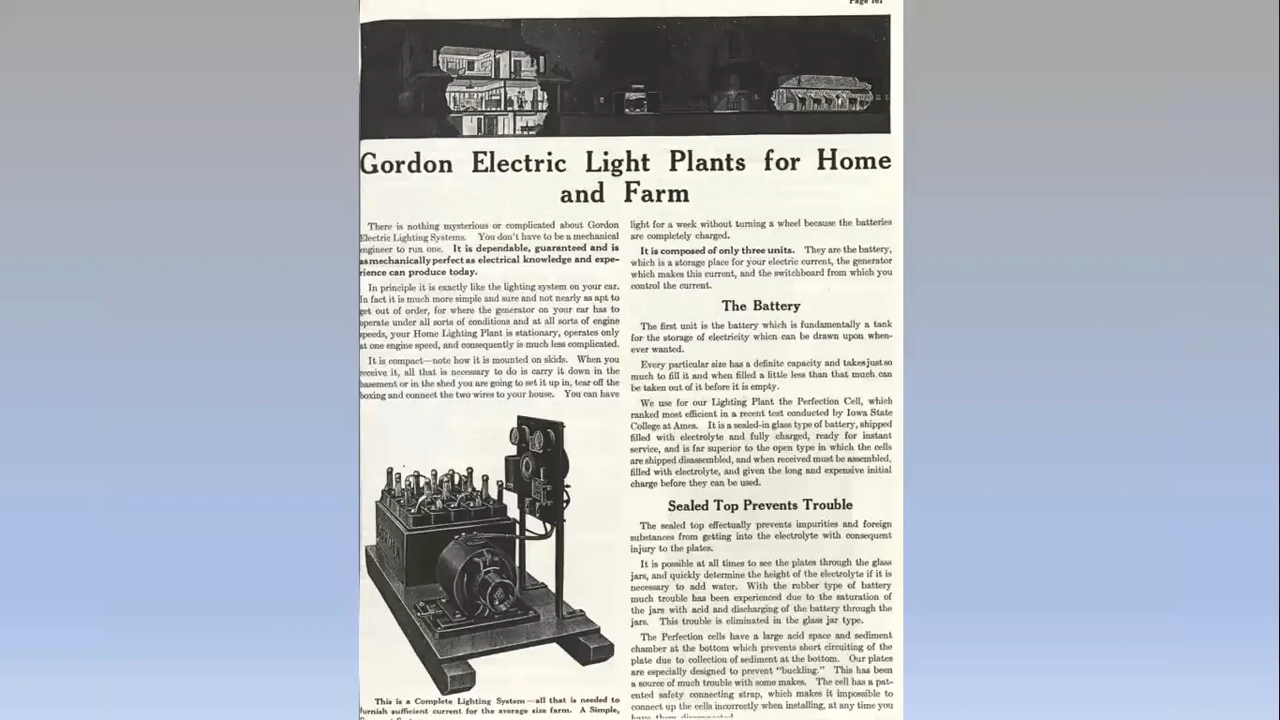 Page 161
Gordon Electric Light Plants for Home
and Farm
There is nothing mysterious or complicated about Gordon
Electric Lighting Systems. You don't have to be a mechanical
engineer to run one. It is dependable, guaranteed and is
as mechanically perfect as electrical knowledge and expe-
rience can produce today.
In principle it is exactly like the lighting system on your car.
In fact it is much more simple and sure and not nearly so apt to
get out of order, for where the generator on your car has to
operate under all sorts of conditions and at all sorts of engine
speeds, your Home Lighting Plant is stationary, operates only
at one engine speed, and consequently is much less complicated.
It is compact—note how it is mounted on skids. When you
receive it, all that is necessary to do is carry it down in the
basement or in the shed you are going to set it up in, tear off the
boxing and connect the two wires to your house. You can have
This is a Complete Lighting System—all that is needed to
furnish sufficient current for the average size farm. A Simple,
light for a week without turning a wheel because the batteries
are completely charged.
It is composed of only three units. They are the battery,
which is a storage place for your electric current, the generator
which makes this current, and the switchboard from which you
control the current.
The Battery
The first unit is the battery which is fundamentally a tank
for the storage of electricity which can be drawn upon when-
ever wanted.
Every particular size has a definite capacity and takes just so
much to fill it and when filled a little less than that much can
be taken out of it before it is empty.
We use for our Lighting Plant the Perfection Cell, which
ranked most efficient in a recent test conducted by Iowa State
College at Ames. It is a sealed-in glass type of battery, shipped
filled with electrolyte and fully charged, ready for instant
service, and is far superior to the open type in which the cells
are shipped disassembled, and when received must be assembled,
filled with electrolyte, and given the long and expensive initial
charge before they can be used.
Sealed Top Prevents Trouble
The sealed top effectually prevents impurities and foreign
substances from getting into the electrolyte with consequent
injury to the plates.
It is possible at all times to see the plates through the glass
jars, and quickly determine the height of the electrolyte if it is
necessary to add water. With the rubber type of battery
much trouble has been experienced due to the saturation of
the jars with acid and discharging of the battery through the
jars. This trouble is eliminated in the glass jar type.
The Perfection cells have a large acid space and sediment
chamber at the bottom which prevents short circuiting of the
plate due to collection of sediment at the bottom. Our plates
are especially designed to prevent "buckling." This has been
a source of much trouble with some makes. The cell has a pat-
ented safety connecting strap, which makes it impossible to
connect up the cells incorrectly when installing, at any time you
have them disconnected